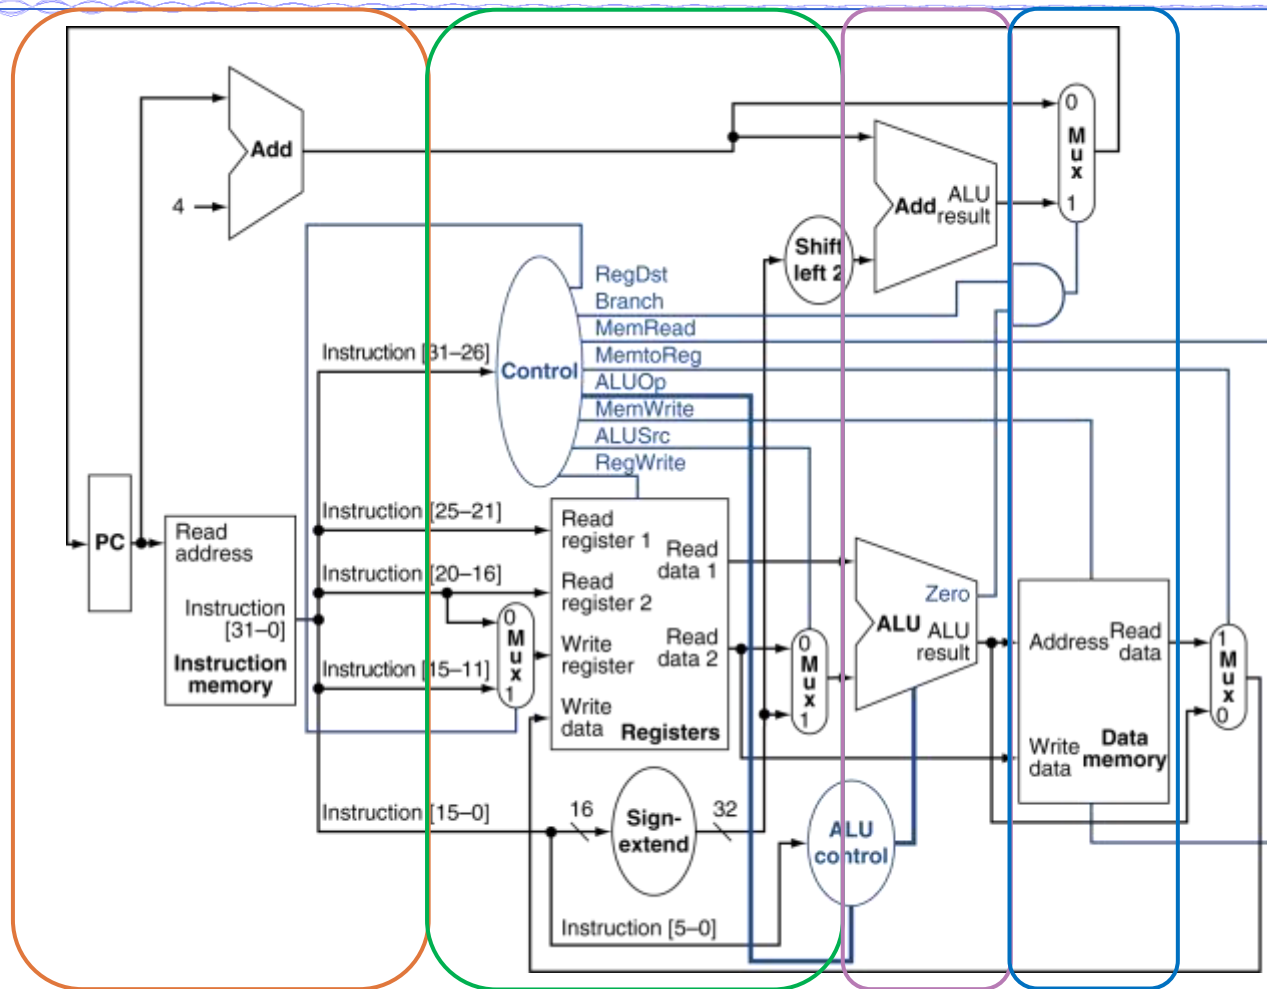 Add
4
0
M
u
x
1
Add
ALU
result
Shift
left 2
RegDst
Branch
MemRead
MemtoReg
ALUOp
MemWrite
ALUSrc
RegWrite
Control
Instruction [31–26]
Instruction [25–21]
Instruction [20–16]
Instruction [15–11]
Instruction [15–0]
Instruction [5–0]
PC
Read
address
Instruction
[31–0]
Instruction
memory
0
M
u
x
1
Read
register 1
Read
register 2
Write
register
Write
data
Read
data 1
Read
data 2
Registers
16
Sign-
extend
32
0
M
u
x
1
Zero
ALU
ALU
result
ALU
control
Address
Read
data
Write
data
Data
memory
1
M
u
x
0